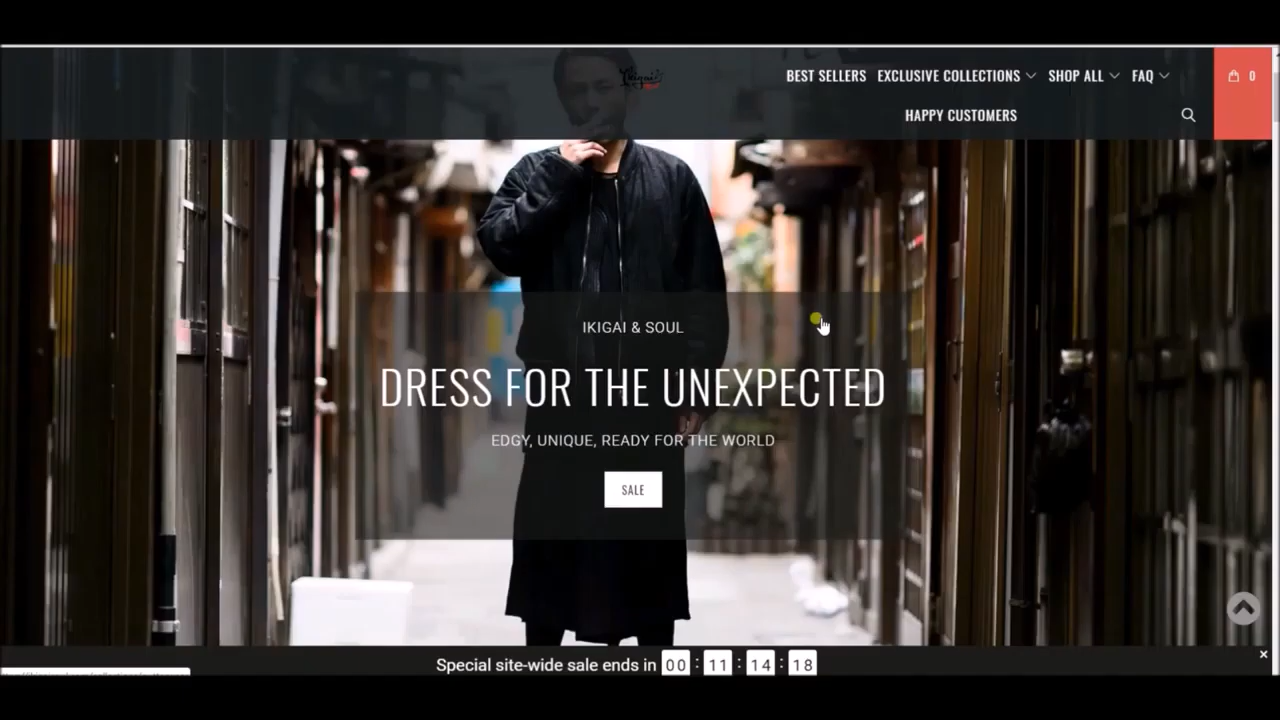 Ikigai
BEST SELLERS EXCLUSIVE COLLECTIONS SHOP ALL FAQ
0
HAPPY CUSTOMERS
IKIGAI & SOUL
DRESS FOR THE UNEXPECTED
EDGY, UNIQUE, READY FOR THE WORLD
SALE
Special site-wide sale ends in 00 : 11 : 14 : 18